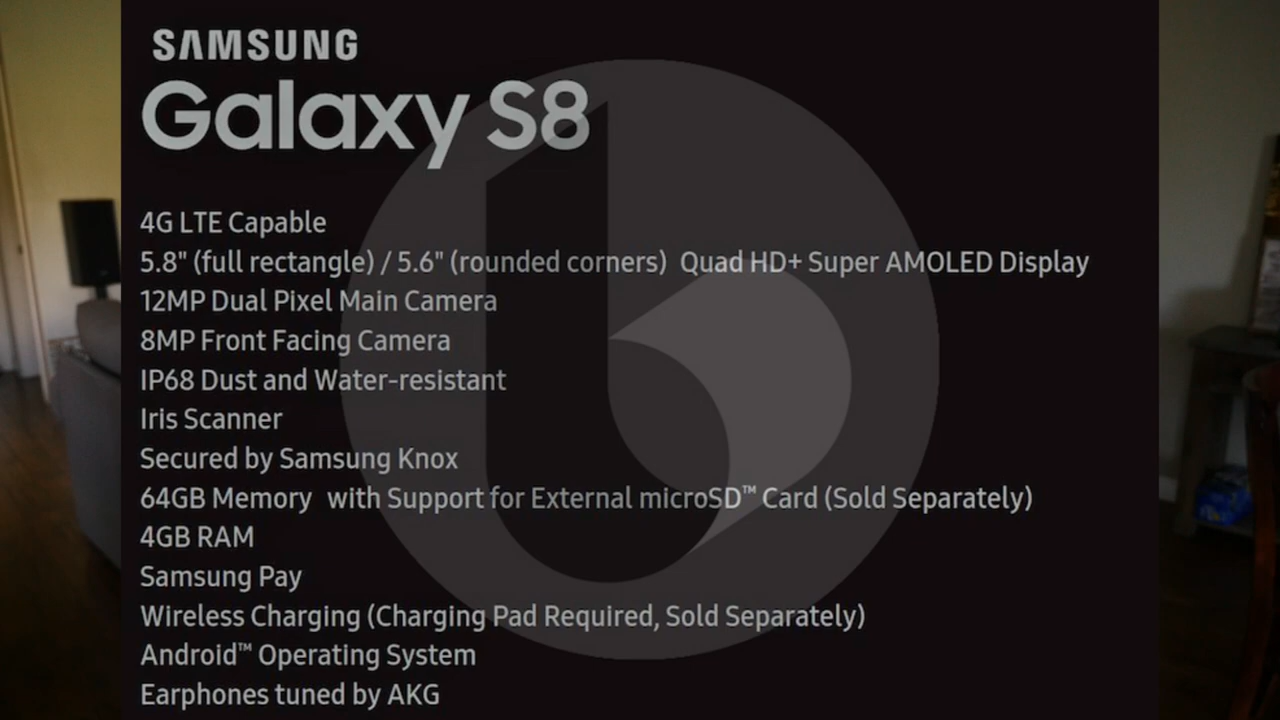 SAMSUNG
Galaxy S8
4G LTE Capable
5.8" (full rectangle) / 5.6" (rounded corners) Quad HD+ Super AMOLED Display
12MP Dual Pixel Main Camera
8MP Front Facing Camera
IP68 Dust and Water-resistant
Iris Scanner
Secured by Samsung Knox
64GB Memory with Support for External microSD™ Card (Sold Separately)
4GB RAM
Samsung Pay
Wireless Charging (Charging Pad Required, Sold Separately)
Android™ Operating System
Earphones tuned by AKG